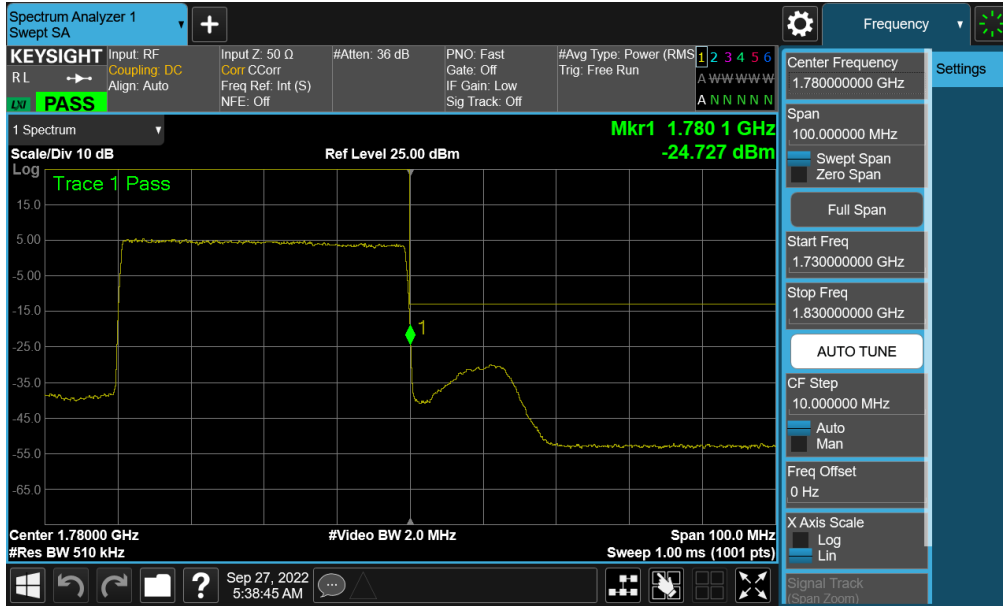 Spectrum Analyzer 1
Swept SA
Frequency
KEYSIGHT
RL
LXI PASS
Input: RF
Coupling: DC
Align: Auto
Input Z: 50 Ω
Corr CCorr
Freq Ref: Int (S)
NFE: Off
#Atten: 36 dB
PNO: Fast
Gate: Off
IF Gain: Low
Sig Track: Off
#Avg Type: Power (RMS
Trig: Free Run
1 2 3 4 5 6
A W W W W W
A N N N N N
1 Spectrum
Scale/Div 10 dB
Ref Level 25.00 dBm
Mkr1 1.780 1 GHz
-24.727 dBm
Log
Trace 1 Pass
15.0
5.00
-5.00
-15.0
-25.0
-35.0
-45.0
-55.0
-65.0
1
Center 1.78000 GHz
#Res BW 510 kHz
#Video BW 2.0 MHz
Span 100.0 MHz
Sweep 1.00 ms (1001 pts)
Center Frequency
1.780000000 GHz
Span
100.000000 MHz
Swept Span
Zero Span
Full Span
Start Freq
1.730000000 GHz
Stop Freq
1.830000000 GHz
AUTO TUNE
CF Step
10.000000 MHz
Auto
Man
Freq Offset
0 Hz
X Axis Scale
Log
Lin
Signal Track
(Span Zoom)
Settings
?
Sep 27, 2022
5:38:45 AM